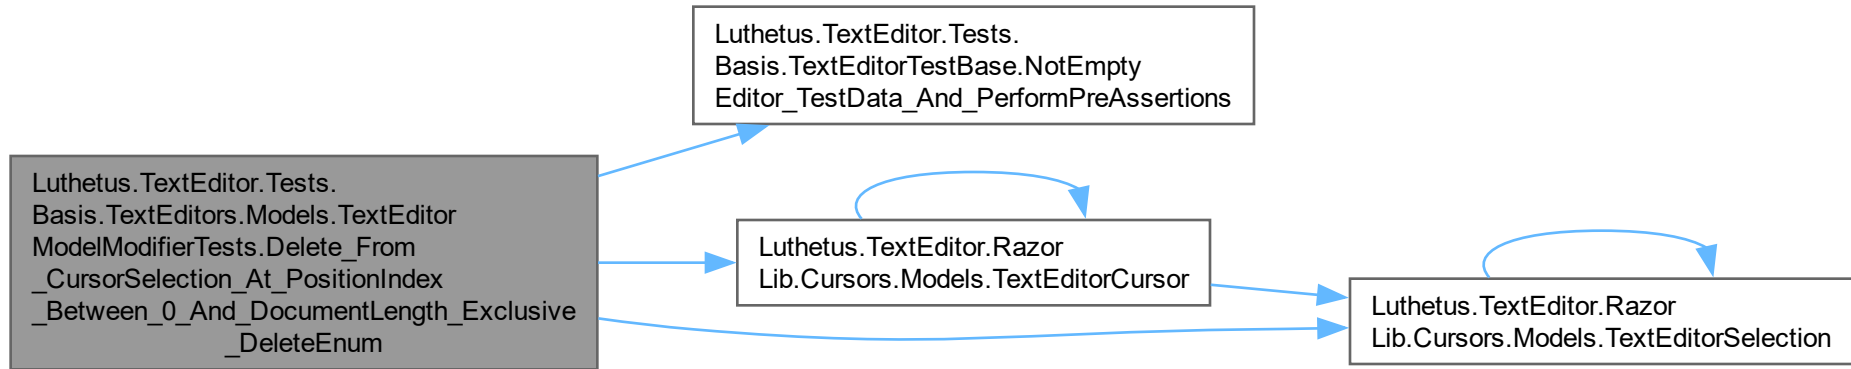 Luthetus.TextEditor.Tests.
Basis.TextEditorTestBase.NotEmpty
Editor_TestData_And_PerformPreAssertions
Luthetus.TextEditor.Tests.
Basis.TextEditors.Models.TextEditor
ModelModifierTests.Delete_From
_CursorSelection_At_PositionIndex
_Between_0_And_DocumentLength_Exclusive
_DeleteEnum
Luthetus.TextEditor.Razor
Lib.Cursors.Models.TextEditorCursor
Luthetus.TextEditor.Razor
Lib.Cursors.Models.TextEditorSelection